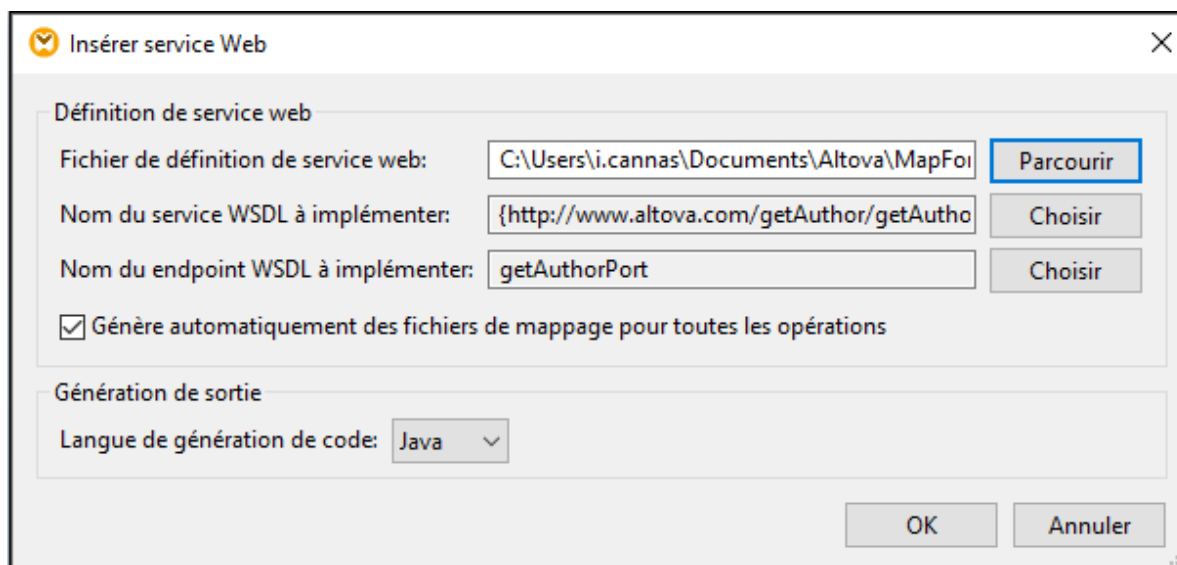 Insérer service Web
Définition de service web
Fichier de définition de service web: C:\Users\i.cannas\Documents\Altova\MapFo Parcourir
Nom du service WSDL à implémenter: {http://www.altova.com/getAuthor/getAutho Choisir
Nom du endpoint WSDL à implémenter: getAuthorPort Choisir
Génère automatiquement des fichiers de mappage pour toutes les opérations
Génération de sortie
Langue de génération de code: Java
OK Annuler